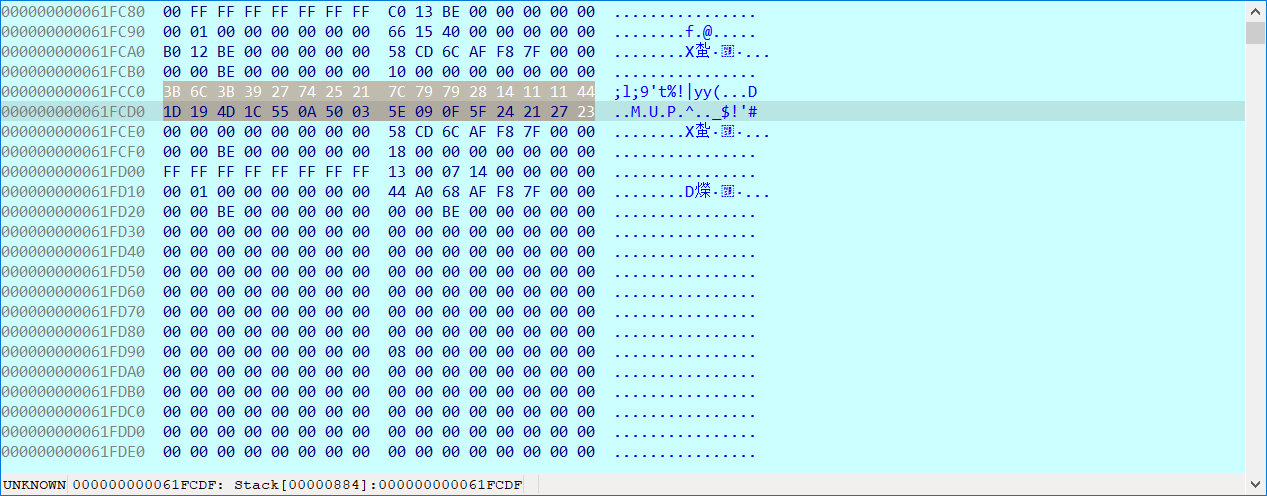 000000000061FC80 00 FF FF FF FF FF FF FF C0 13 BE 00 00 00 00 00 ................
000000000061FC90 00 01 00 00 00 00 00 00 66 15 40 00 00 00 00 00 ........f.@.....
000000000061FCA0 B0 12 BE 00 00 00 00 00 58 CD 6C AF F8 7F 00 00 ........X蚻.....
000000000061FCB0 00 00 BE 00 00 00 00 00 10 00 00 00 00 00 00 00 ................
000000000061FCC0 3B 6C 3B 39 27 74 25 21 7C 79 79 28 14 11 11 44 ;l;9't%!|yy(...D
000000000061FCD0 1D 19 4D 1C 55 0A 50 03 5E 09 0F 5F 24 21 27 23 ..M.U.P.^.._$!'#
000000000061FCE0 00 00 00 00 00 00 00 00 58 CD 6C AF F8 7F 00 00 ........X蚻.....
000000000061FCF0 00 00 BE 00 00 00 00 00 18 00 00 00 00 00 00 00 ................
000000000061FD00 FF FF FF FF FF FF FF FF 13 00 07 14 00 00 00 00 ................
000000000061FD10 00 01 00 00 00 00 00 00 44 A0 68 AF F8 7F 00 00 ........D爣.....
000000000061FD20 00 00 BE 00 00 00 00 00 00 00 BE 00 00 00 00 00 ................
000000000061FD30 00 00 00 00 00 00 00 00 00 00 00 00 00 00 00 00 ................
000000000061FD40 00 00 00 00 00 00 00 00 00 00 00 00 00 00 00 00 ................
000000000061FD50 00 00 00 00 00 00 00 00 00 00 00 00 00 00 00 00 ................
000000000061FD60 00 00 00 00 00 00 00 00 00 00 00 00 00 00 00 00 ................
000000000061FD70 00 00 00 00 00 00 00 00 00 00 00 00 00 00 00 00 ................
000000000061FD80 00 00 00 00 00 00 00 00 00 00 00 00 00 00 00 00 ................
000000000061FD90 00 00 00 00 00 00 00 00 08 00 00 00 00 00 00 00 ................
000000000061FDA0 00 00 00 00 00 00 00 00 00 00 00 00 00 00 00 00 ................
000000000061FDB0 00 00 00 00 00 00 00 00 00 00 00 00 00 00 00 00 ................
000000000061FDC0 00 00 00 00 00 00 00 00 00 00 00 00 00 00 00 00 ................
000000000061FDD0 00 00 00 00 00 00 00 00 00 00 00 00 00 00 00 00 ................
000000000061FDE0 00 00 00 00 00 00 00 00 00 00 00 00 00 00 00 00 ................
UNKNOWN 000000000061FCDF: Stack[00000884]:000000000061FCDF